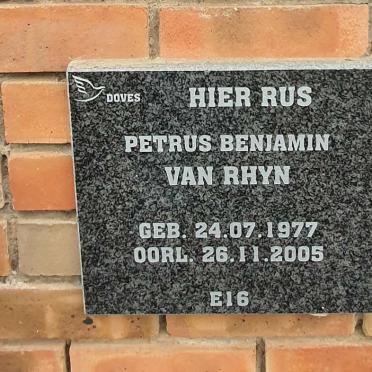 DOVES
HIER RUS
PETRUS BENJAMIN
VAN RHYN
GEB. 24.07.1977
OORL. 26.11.2005
E16